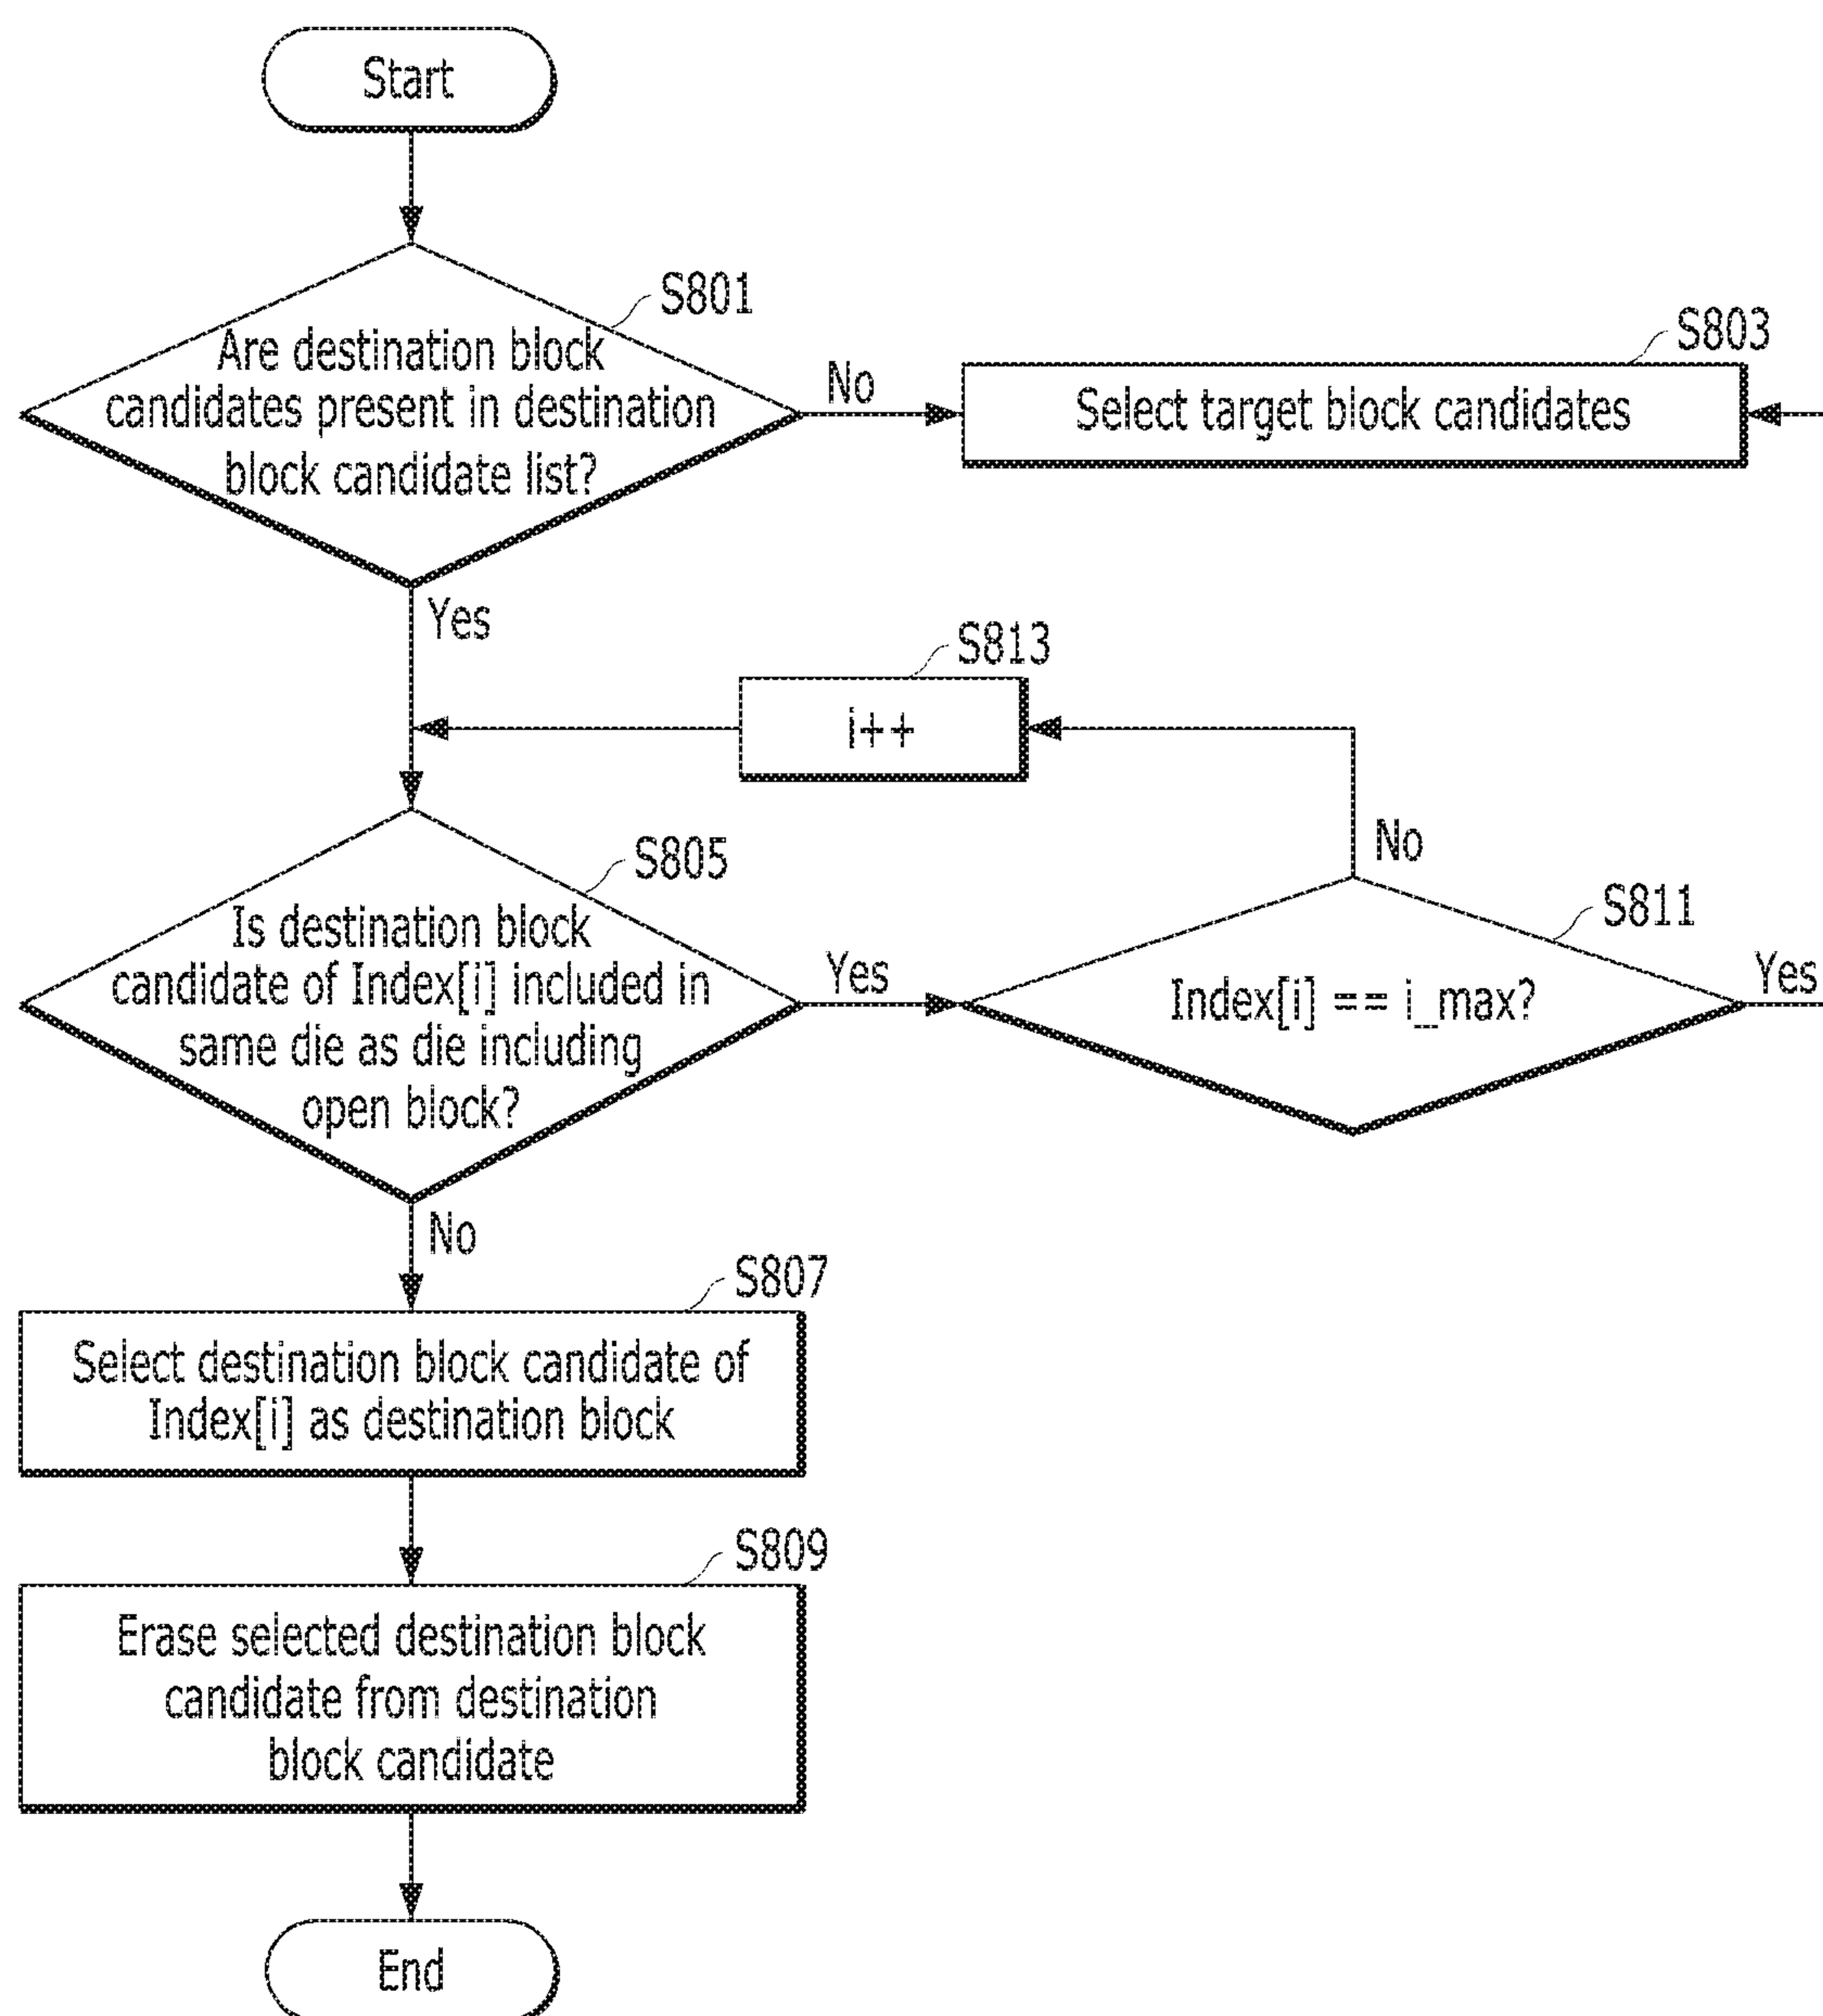 Start
S801
Are destination block
candidates present in destination
block candidate list?
No
S803
Select target block candidates
Yes
S813
i++
No
S805
Is destination block
candidate of Index[i] included in
same die as die including
open block?
Yes
S811
Index[i] == i_max?
Yes
No
S807
Select destination block candidate of
Index[i] as destination block
S809
Erase selected destination block
candidate from destination
block candidate
End